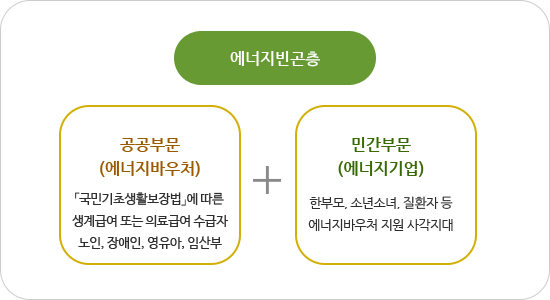 에너지빈곤층
공공부문
(에너지바우처)
「국민기초생활보장법」에 따른
생계급여 또는 의료급여 수급자
노인, 장애인, 영유아, 임산부
+
민간부문
(에너지기업)
한부모, 소년소녀, 질환자 등
에너지바우처 지원 사각지대